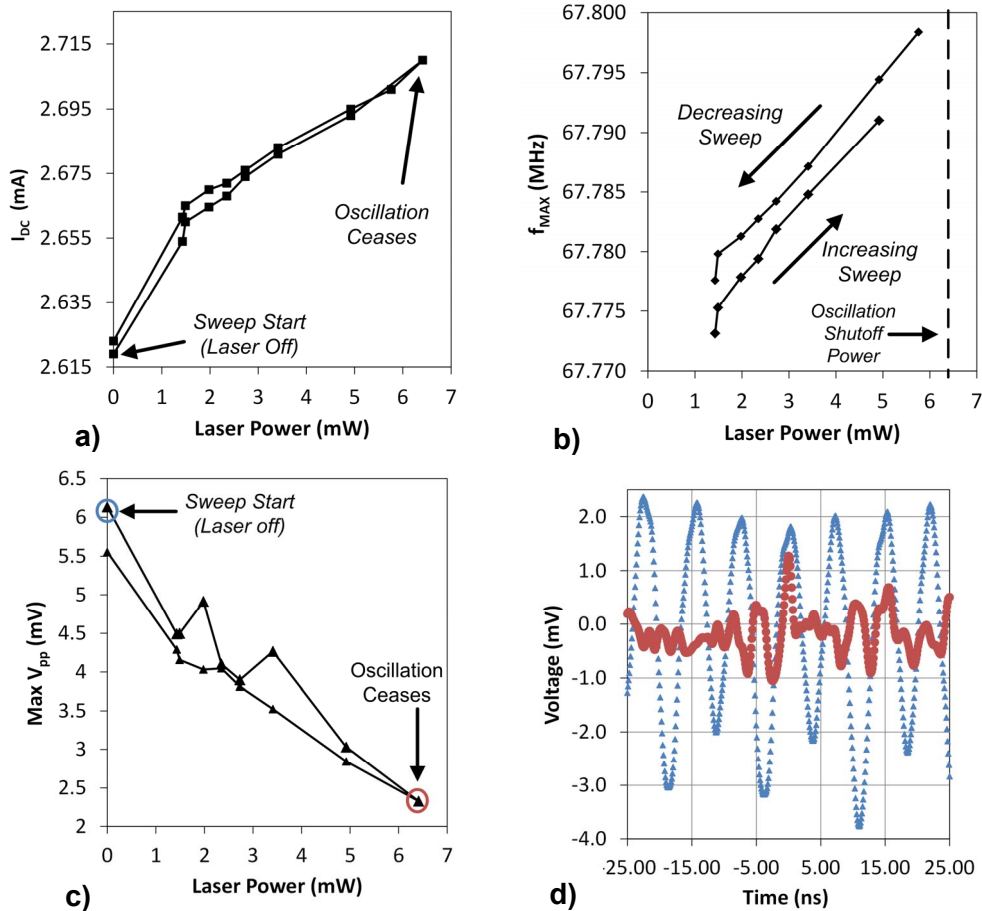 2.715
2.695
2.675
2.655
2.635
2.615
I_DC (mA)
Oscillation
Ceases
Sweep Start
(Laser Off)
0 1 2 3 4 5 6 7
Laser Power (mW)
a)
67.800
67.795
67.790
67.785
67.780
67.775
67.770
f_MAX (MHz)
Decreasing
Sweep
Increasing
Sweep
Oscillation
Shutoff
Power
0 1 2 3 4 5 6 7
Laser Power (mW)
b)
6.5
6
5.5
5
4.5
4
3.5
3
2.5
2
Max V_pp (mV)
Sweep Start
(Laser off)
Oscillation
Ceases
0 1 2 3 4 5 6 7
Laser Power (mW)
c)
2.0
1.0
0.0
-1.0
-2.0
-3.0
-4.0
Voltage (mV)
-25.00 -15.00 -5.00 5.00 15.00 25.00
Time (ns)
d)